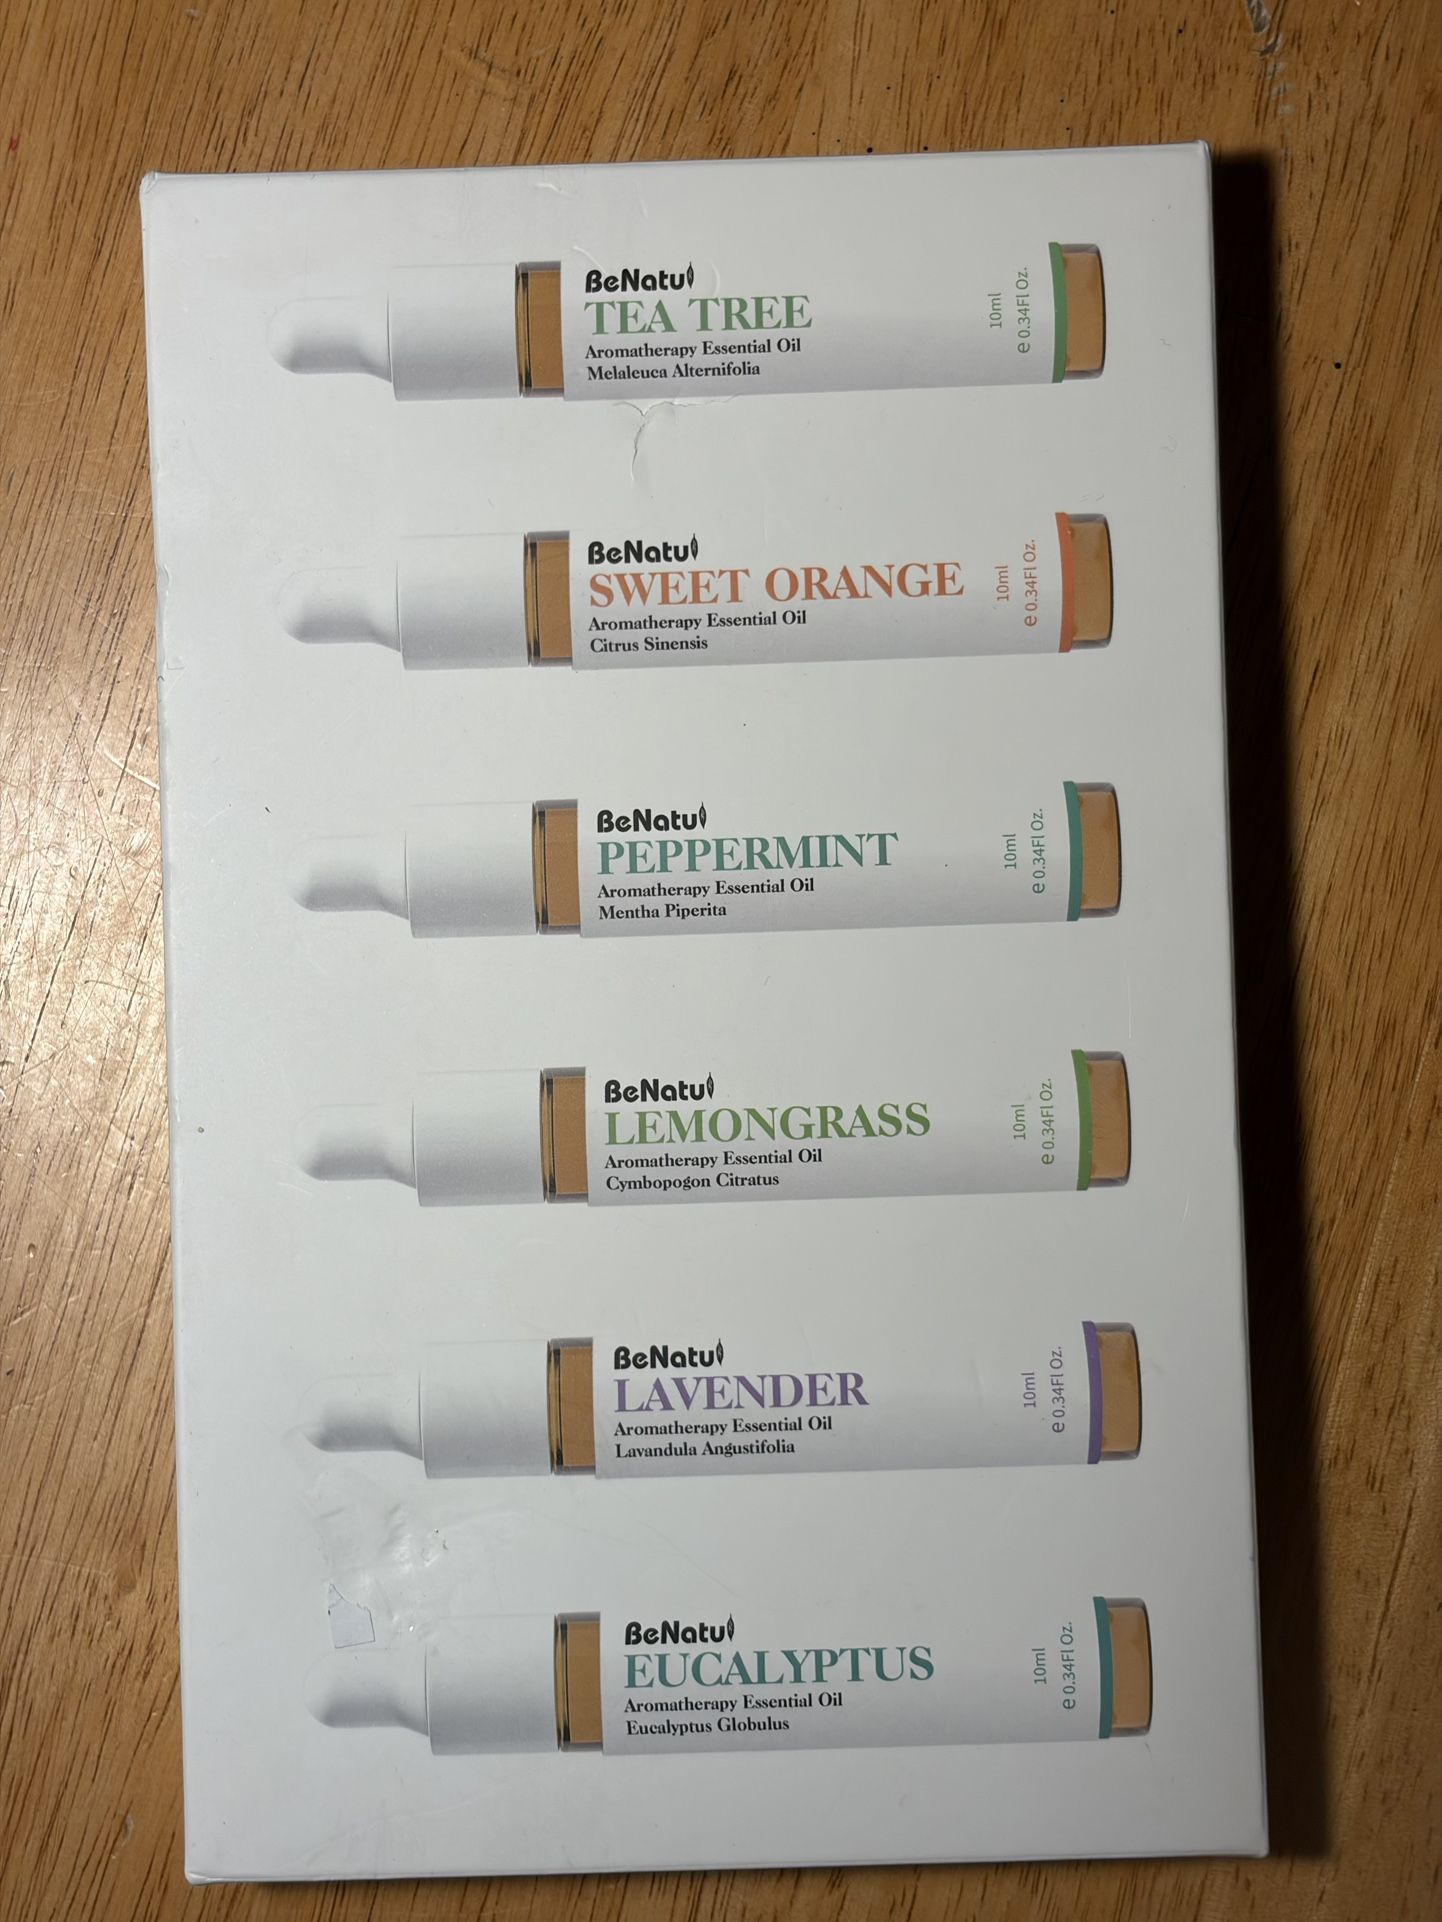 BeNatu
TEA TREE
Aromatherapy Essential Oil
Melaleuca Alternifolia
10ml
e 0.34Fl Oz.
BeNatu
SWEET ORANGE
Aromatherapy Essential Oil
Citrus Sinensis
10ml
e 0.34Fl Oz.
BeNatu
PEPPERMINT
Aromatherapy Essential Oil
Mentha Piperita
10ml
e 0.34Fl Oz.
BeNatu
LEMONGRASS
Aromatherapy Essential Oil
Cymbopogon Citratus
10ml
e 0.34Fl Oz.
BeNatu
LAVENDER
Aromatherapy Essential Oil
Lavandula Angustifolia
10ml
e 0.34Fl Oz.
BeNatu
EUCALYPTUS
Aromatherapy Essential Oil
Eucalyptus Globulus
10ml
e 0.34Fl Oz.